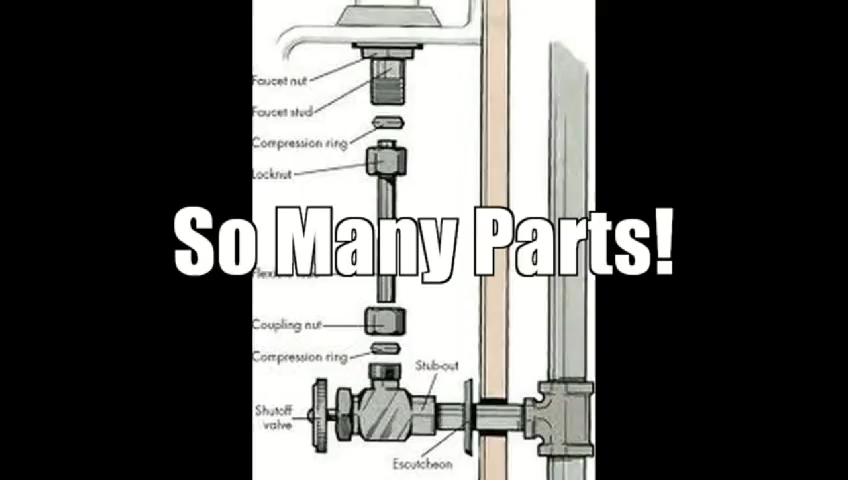 Faucet nut
Faucet stud
Compression ring
Locknut
So Many Parts!
Coupling nut
Compression ring
Stub-out
Shutoff
valve
Escutcheon